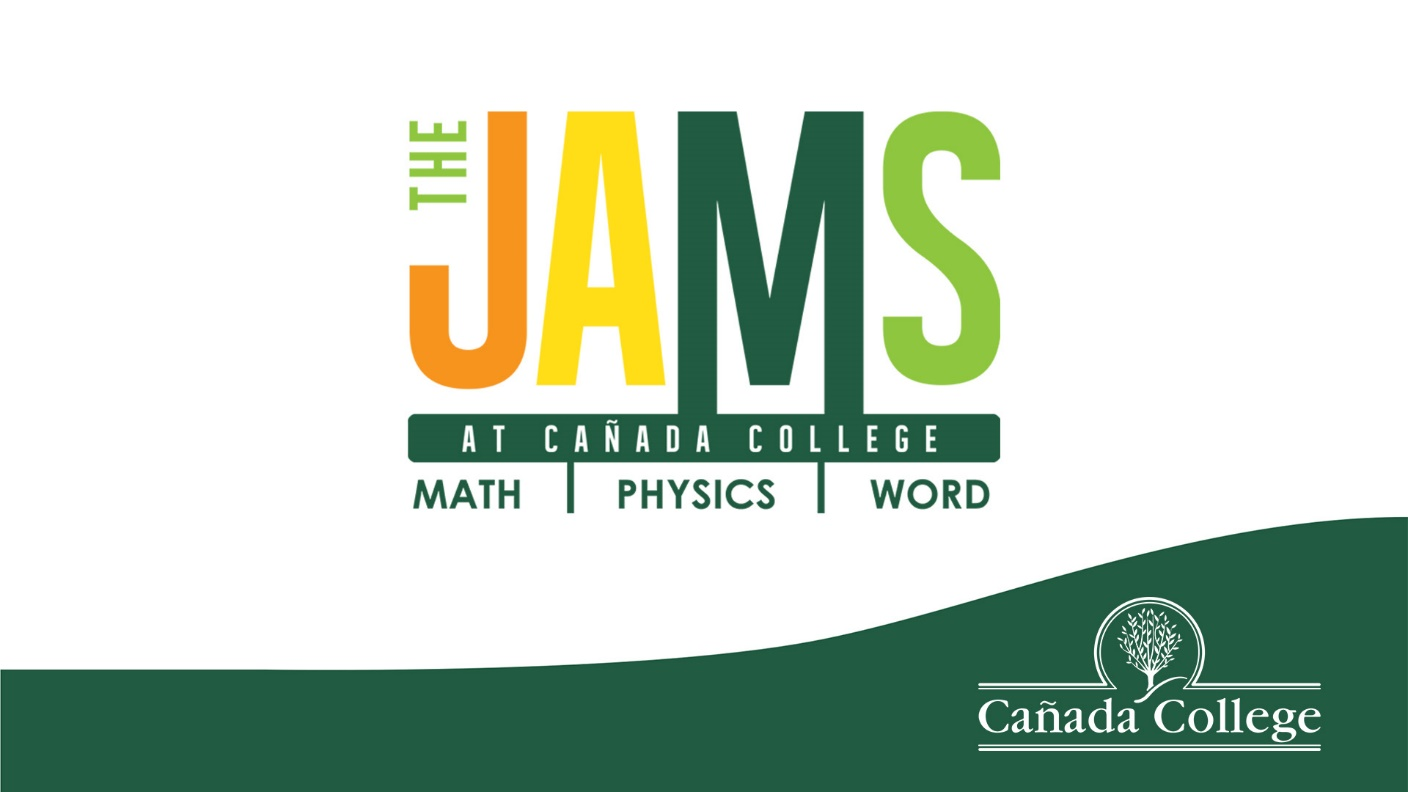 THE
JAMS
AT CAÑADA COLLEGE
MATH | PHYSICS | WORD
Cañada College